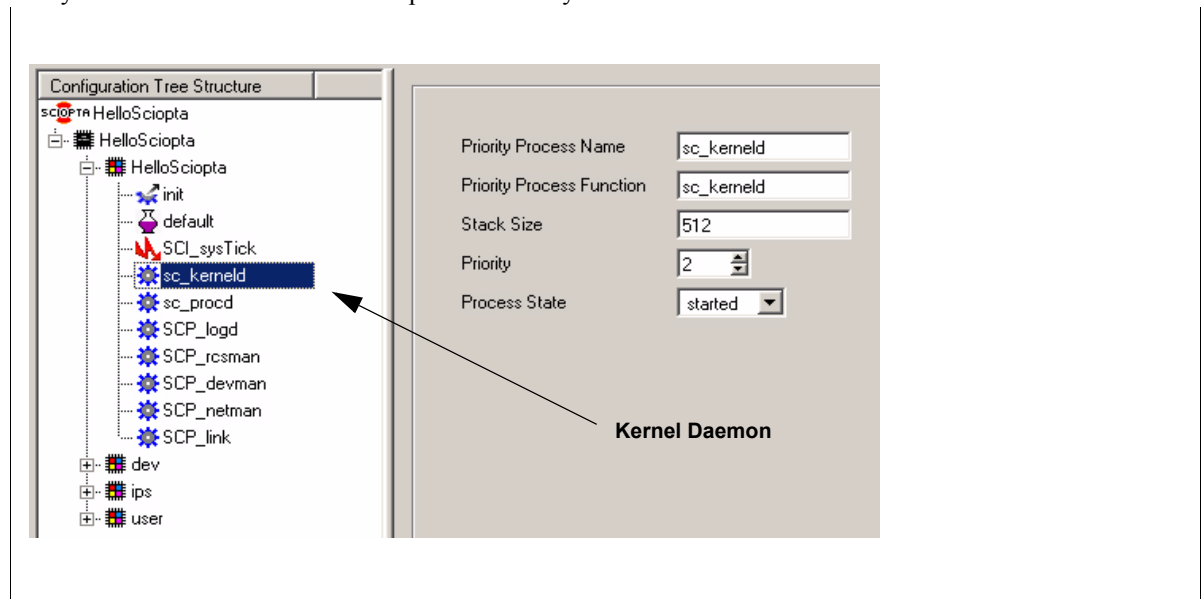 Configuration Tree Structure
SCIOPTA HelloSciopta
HelloSciopta
HelloSciopta
init
default
SCI_sysTick
sc_kerneld
sc_procd
SCP_logd
SCP_rcsman
SCP_devman
SCP_netman
SCP_link
dev
ips
user
Priority Process Name sc_kerneld
Priority Process Function sc_kerneld
Stack Size 512
Priority 2
Process State started
Kernel Daemon